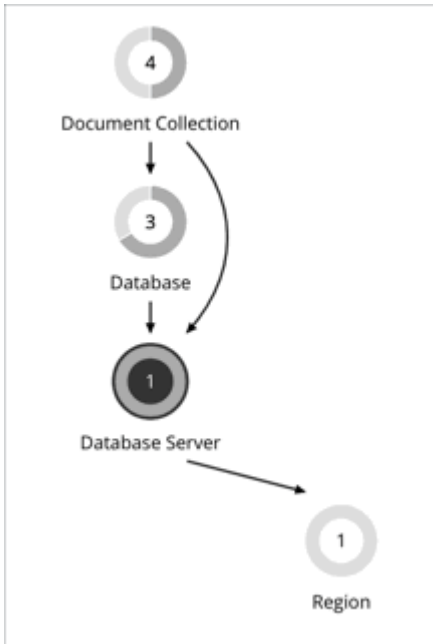 4
Document Collection
3
Database
1
Database Server
1
Region